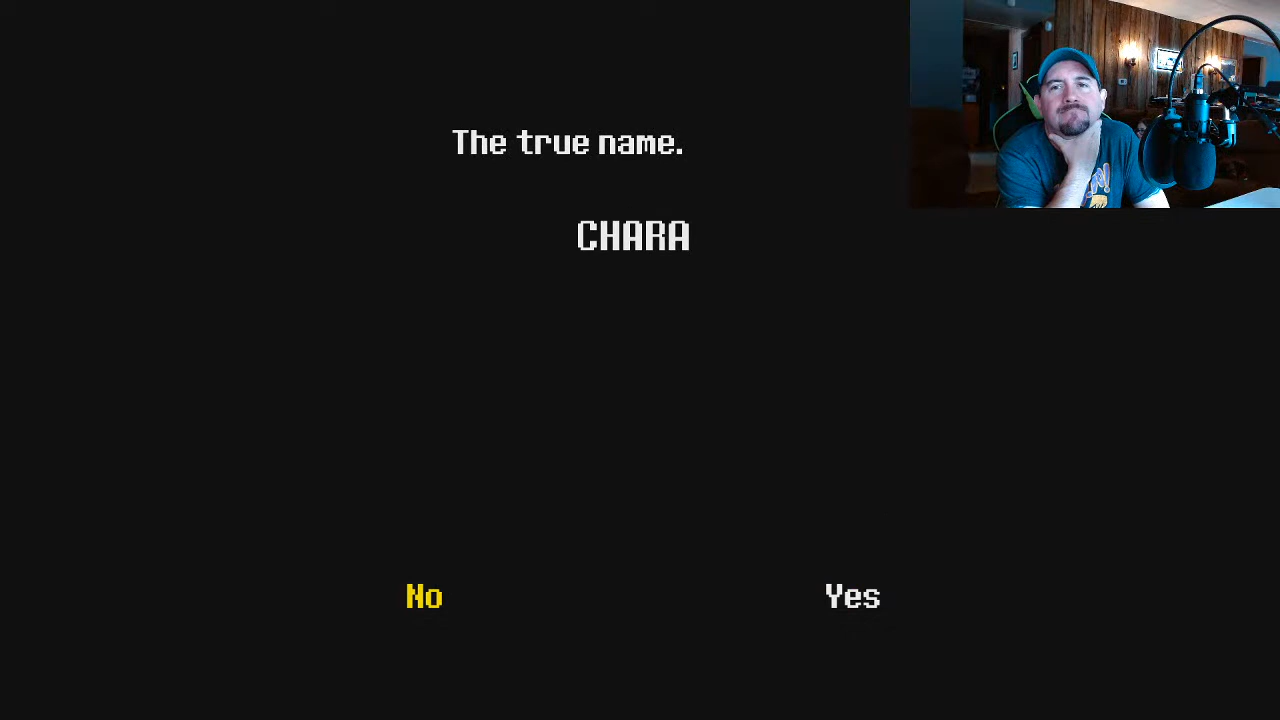 The true name.
CHARA
No
Yes